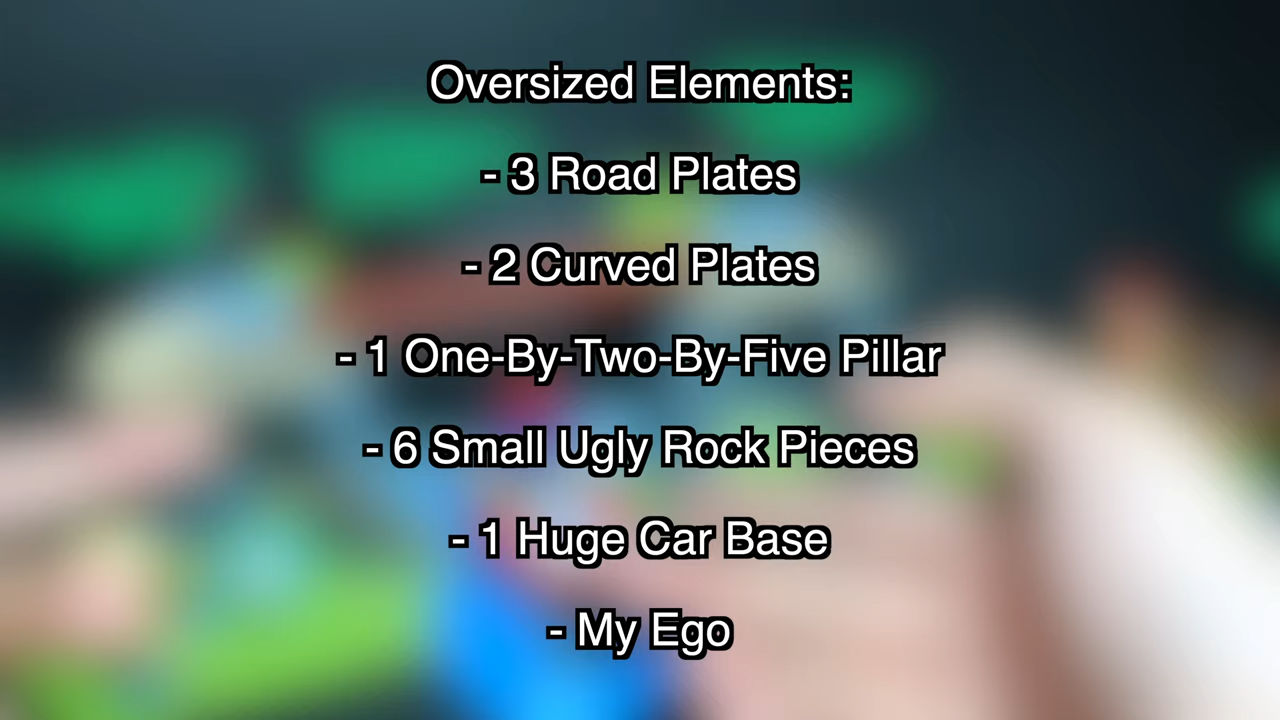 Oversized Elements:
- 3 Road Plates
- 2 Curved Plates
- 1 One-By-Two-By-Five Pillar
- 6 Small Ugly Rock Pieces
- 1 Huge Car Base
- My Ego